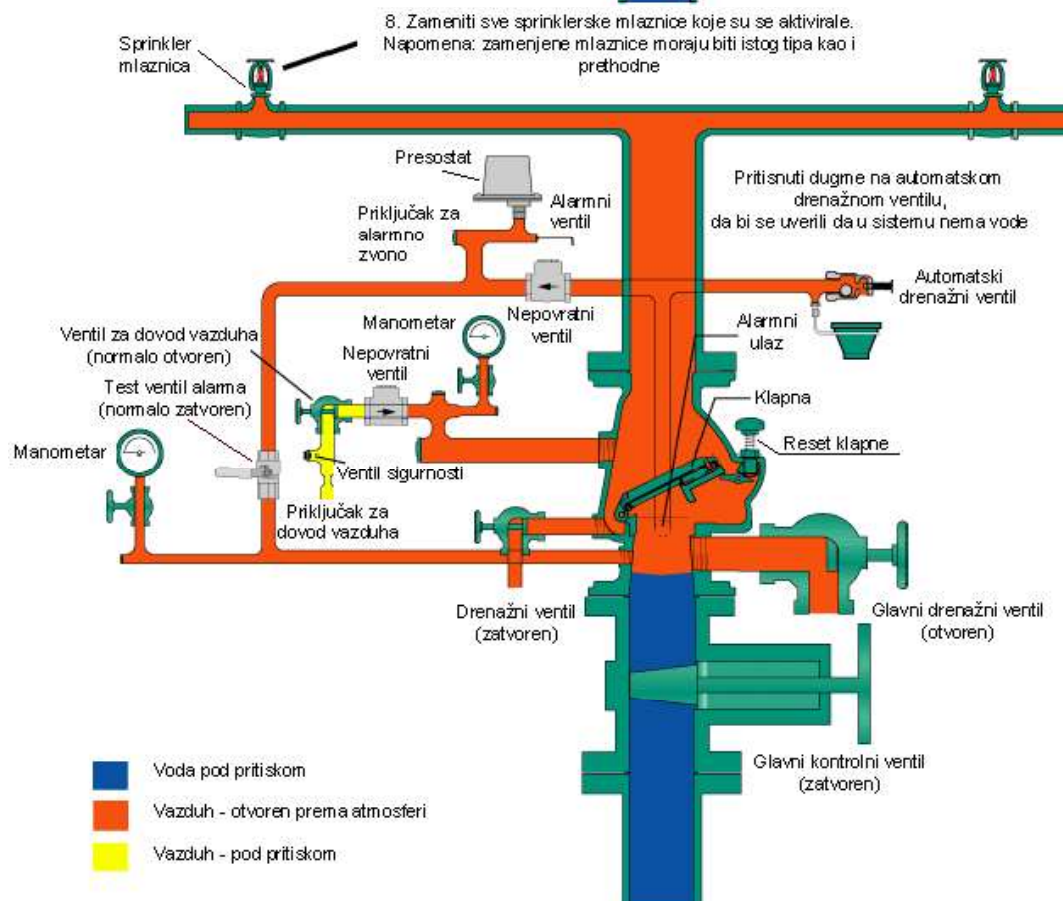 8. Zameniti sve sprinklerske mlaznice koje su se aktivirale.
Napomena: zamenjene mlaznice moraju biti istog tipa kao i
prethodne
Sprinkler
mlaznica
Presostat
Priključak za
alarmno
zvono
Alarmni
ventil
Pritisnuti dugme na automatskom
drenažnom ventilu,
da bi se uverili da u sistemu nema vode
Automatski
drenažni ventil
Ventil za dovod vazduha
(normalo otvoren)
Manometar
Nepovratni
ventil
Nepovratni
ventil
Alarmni
ulaz
Test ventil alarma
(normalo zatvoren)
Klapna
Manometar
Reset klapne
Ventil sigurnosti
Priključak za
dovod vazduha
Drenažni ventil
(zatvoren)
Glavni drenažni ventil
(otvoren)
Glavni kontrolni ventil
(zatvoren)
Voda pod pritiskom
Vazduh - otvoren prema atmosferi
Vazduh - pod pritiskom